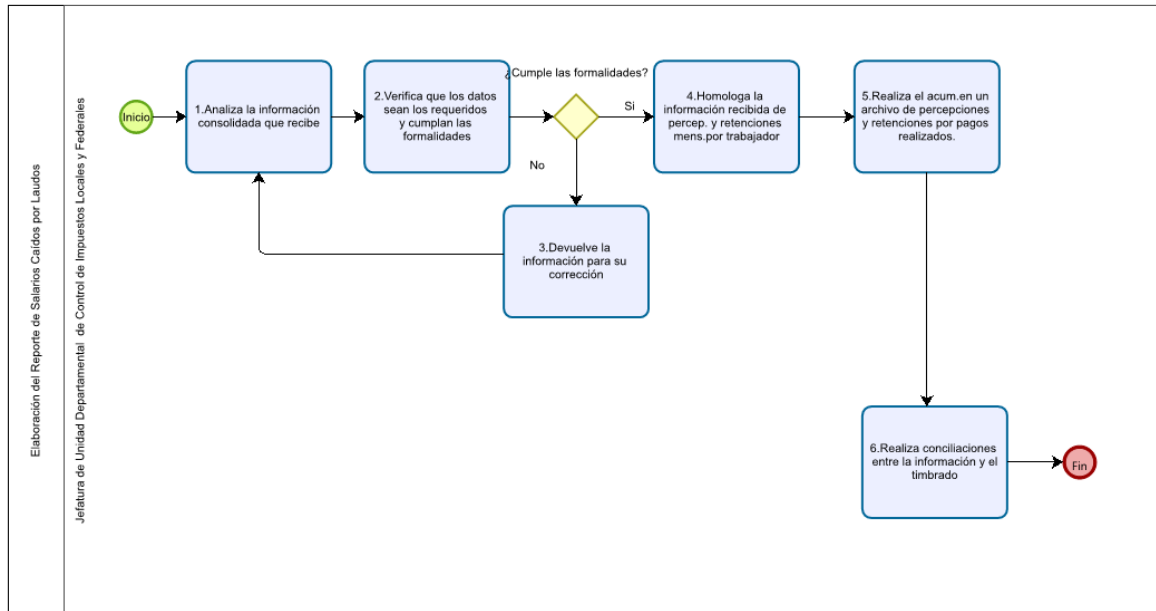 Elaboración del Reporte de Salarios Caídos por Laudos
Jefatura de Unidad Departamental de Control de Impuestos Locales y Federales
Inicio
1.Analiza la información
consolidada que recibe
2.Verifica que los datos
sean los requeridos
y cumplan las
formalidades
¿Cumple las formalidades?
Si
No
3.Devuelve la
información para su
corrección
4.Homologa la
información recibida de
percep. y retenciones
mens.por trabajador
5.Realiza el acum.en un
archivo de percepciones
y retenciones por pagos
realizados.
6.Realiza conciliaciones
entre la información y el
timbrado
Fin